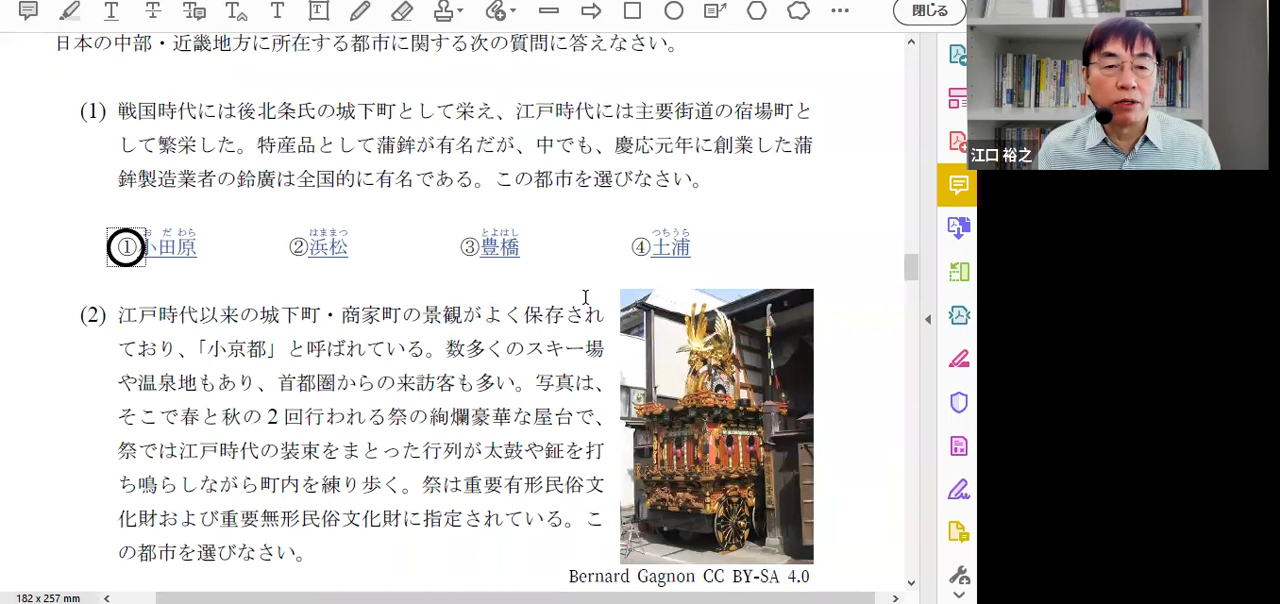 閉じる
日本の中部・近畿地方に所在する都市に関する次の質問に答えなさい。
(1) 戦国時代には後北条氏の城下町として栄え、江戸時代には主要街道の宿場町と
して繁栄した。特産品として蒲鉾が有名だが、中でも、慶応元年に創業した蒲
鉾製造業者の鈴廣は全国的に有名である。この都市を選びなさい。
お だ わら はままつ とよはし つちうら
①小田原 ②浜松 ③豊橋 ④土浦
(2) 江戸時代以来の城下町・商家町の景観がよく保存され
ており、「小京都」と呼ばれている。数多くのスキー場
や温泉地もあり、首都圏からの来訪客も多い。写真は、
そこで春と秋の2回行われる祭の絢爛豪華な屋台で、
祭では江戸時代の装束をまとった行列が太鼓や鉦を打
ち鳴らしながら町内を練り歩く。祭は重要有形民俗文
化財および重要無形民俗文化財に指定されている。こ
の都市を選びなさい。
Bernard Gagnon CC BY-SA 4.0
182 x 257 mm
江口 裕之